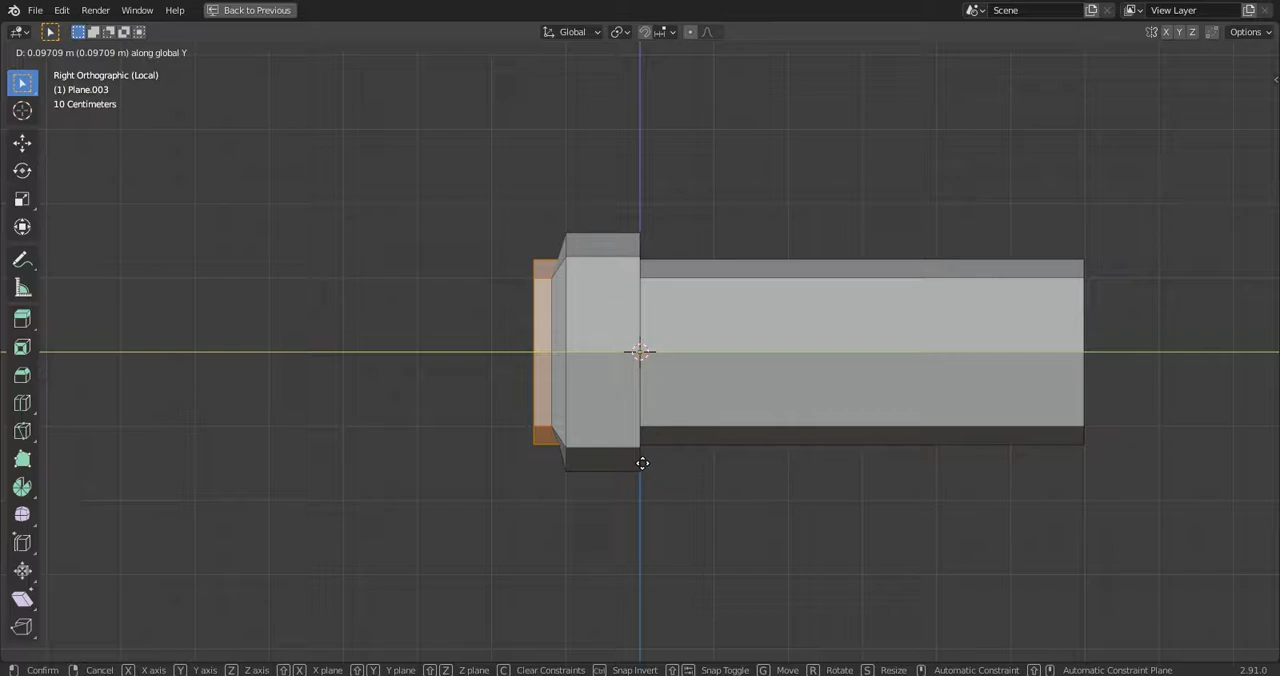 File Edit Render Window Help Back to Previous Scene View Layer
Global X Y Z Options
D: 0.09709 m (0.09709 m) along global Y
Right Orthographic (Local)
(1) Plane.003
10 Centimeters
Confirm Cancel X X axis Y Y axis Z Z axis X X plane Y Y plane Z Z plane C Clear Constraints Ctrl Snap Invert Snap Toggle G Move R Rotate S Resize Automatic Constraint Automatic Constraint Plane 2.91.0